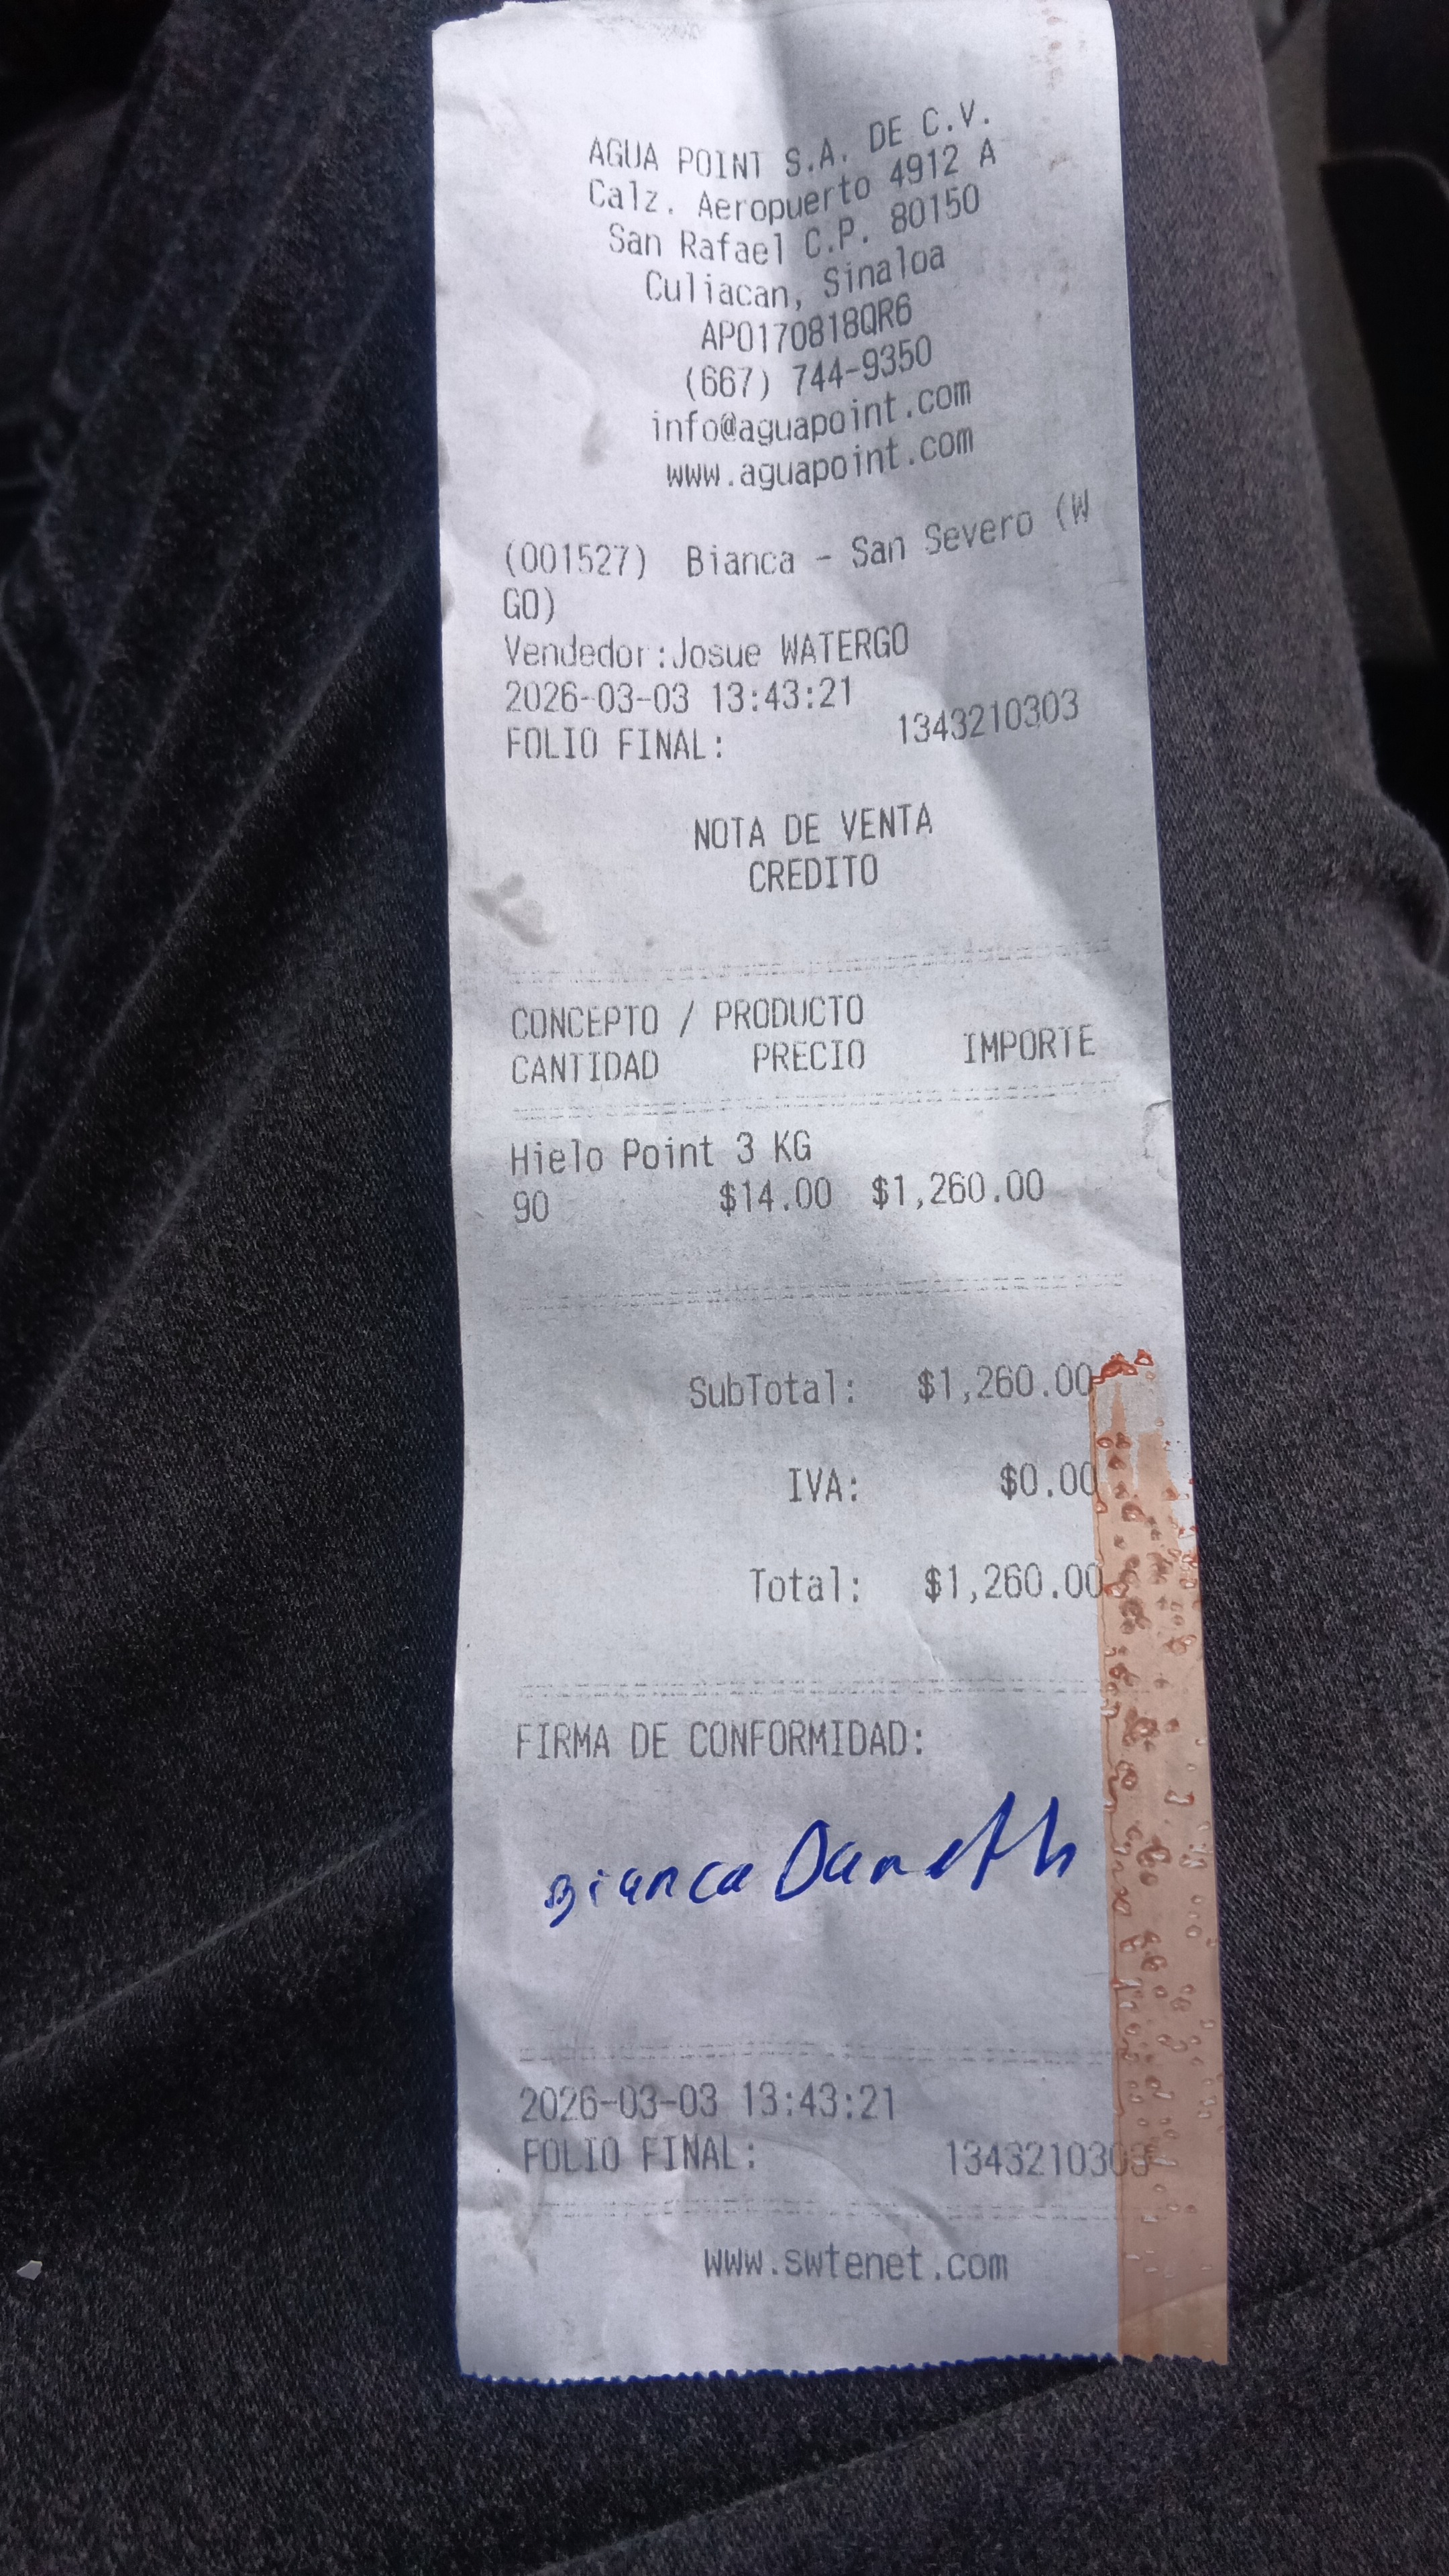 AGUA POINT S.A. DE C.V.
Calz. Aeropuerto 4912 A
San Rafael C.P. 80150
Culiacan, Sinaloa
APO170818QR6
(667) 744-9350
info@aguapoint.com
www.aguapoint.com
(001527) Bianca - San Severo (W
GO)
Vendedor:Josue WATERGO
2026-03-03 13:43:21
FOLIO FINAL: 1343210303
NOTA DE VENTA
CREDITO
CONCEPTO / PRODUCTO
CANTIDAD PRECIO IMPORTE
Hielo Point 3 KG
90 $14.00 $1,260.00
SubTotal: $1,260.00
IVA: $0.00
Total: $1,260.00
FIRMA DE CONFORMIDAD:
Bianca Daneth
2026-03-03 13:43:21
FOLIO FINAL: 1343210303
www.swtenet.com